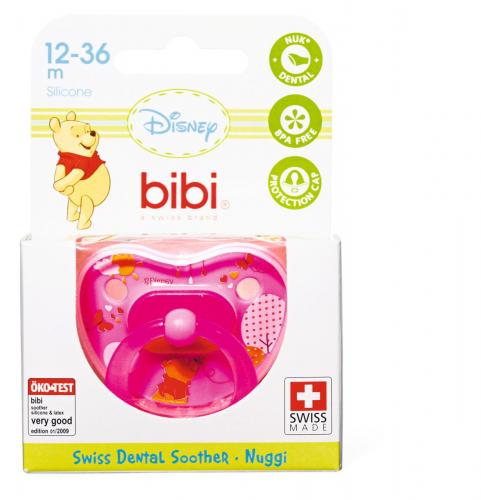 12-36
m
Silicone
Disney
bibi®
a swiss brand
NUK®
DENTAL
BPA FREE
PROTECTION CAP
©Disney
ÖKO-TEST
bibi
soother
silicone & latex
very good
edition 01/2009
SWISS
MADE
Swiss Dental Soother · Nuggi